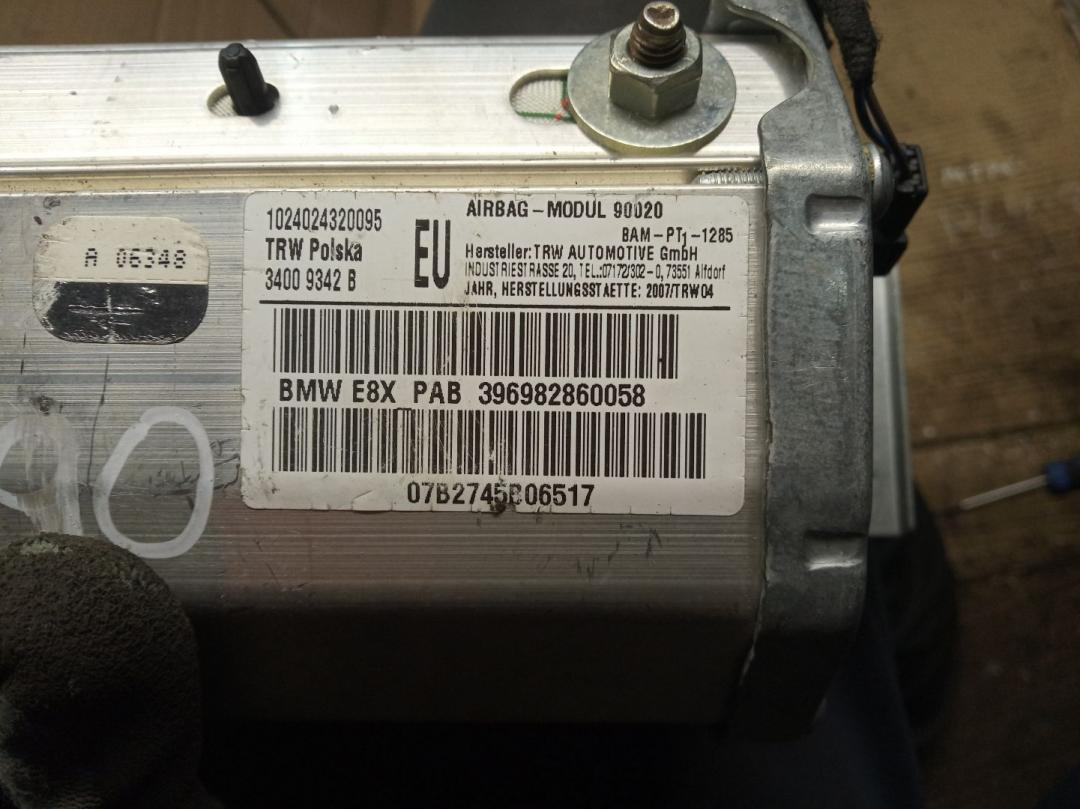 A 06348
1024024320095
TRW Polska
3400 9342 B
EU
AIRBAG-MODUL 90020
BAM-PT1-1285
Hersteller: TRW AUTOMOTIVE GmbH
INDUSTRIESTRASSE 20, TEL.:07172/302-0, 73551 Alfdorf
JAHR, HERSTELLUNGSSTAETTE: 2007/TRW04
BMW E8X PAB 396982860058
07B2745B06517
90